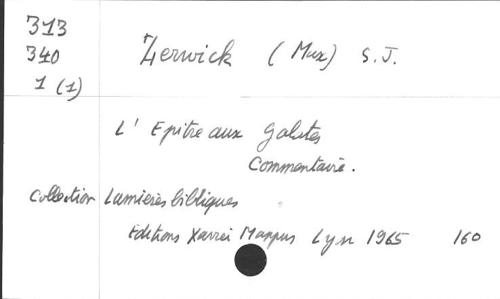 313
340
1 (1)
Zerwick (Max) S.J.
L' Epitre aux Galates
Commentaire.
Collection Lumières bibliques
Editions Xavier Mappus Lyon 1965 160